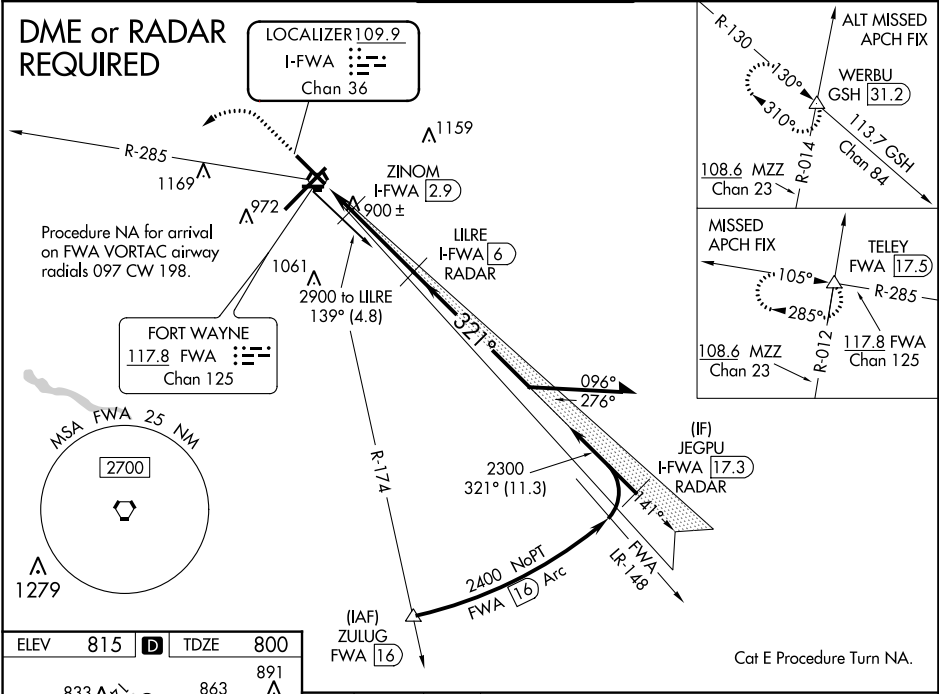 DME or RADAR
REQUIRED
LOCALIZER 109.9
I-FWA
Chan 36
R-285
1169
1159
972
ZINOM
I-FWA 2.9
900 ±
Procedure NA for arrival
on FWA VORTAC airway
radials 097 CW 198.
LILRE
I-FWA 6
RADAR
1061
2900 to LILRE
139° (4.8)
FORT WAYNE
117.8 FWA
Chan 125
321°
096°
276°
MSA FWA 25 NM
2700
1279
R-174
2300
321° (11.3)
(IF)
JEGPU
I-FWA 17.3
RADAR
141°
FWA
LR-148
2400 NoPT
FWA 16 Arc
(IAF)
ZULUG
FWA 16
Cat E Procedure Turn NA.
ALT MISSED
APCH FIX
R-130
130°
310°
WERBU
GSH 31.2
113.7 GSH
Chan 84
R-014
108.6 MZZ
Chan 23
MISSED
APCH FIX
TELEY
FWA 17.5
105°
285°
R-285
R-012
117.8 FWA
Chan 125
108.6 MZZ
Chan 23
ELEV 815 D TDZE 800
891
833
863